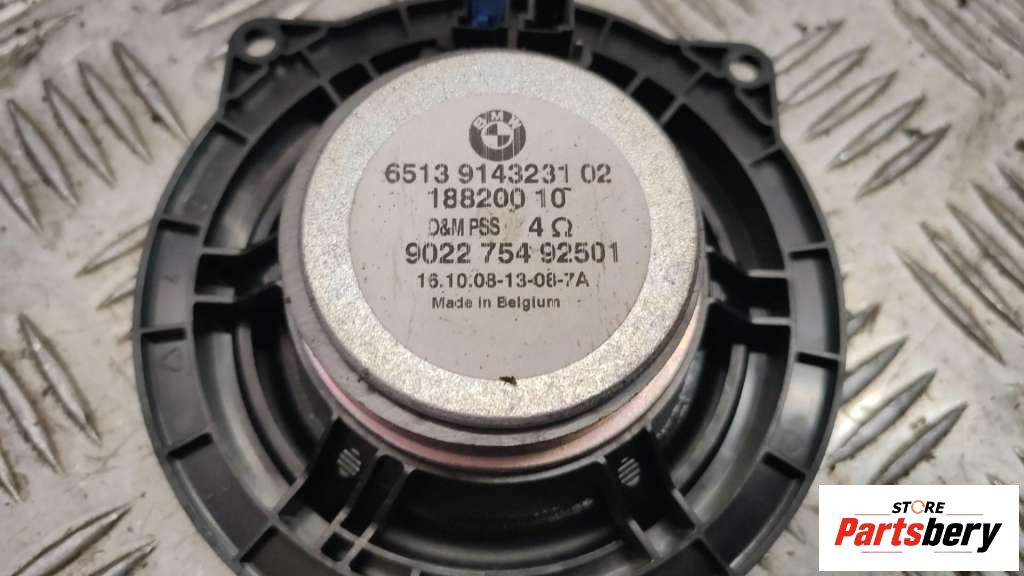 BMW
6513 9143231 02
188200 10
D&M PSS 4 Ω
9022 754 92501
16.10.08-13-08-7A
Made in Belgium
STORE
Partsbery